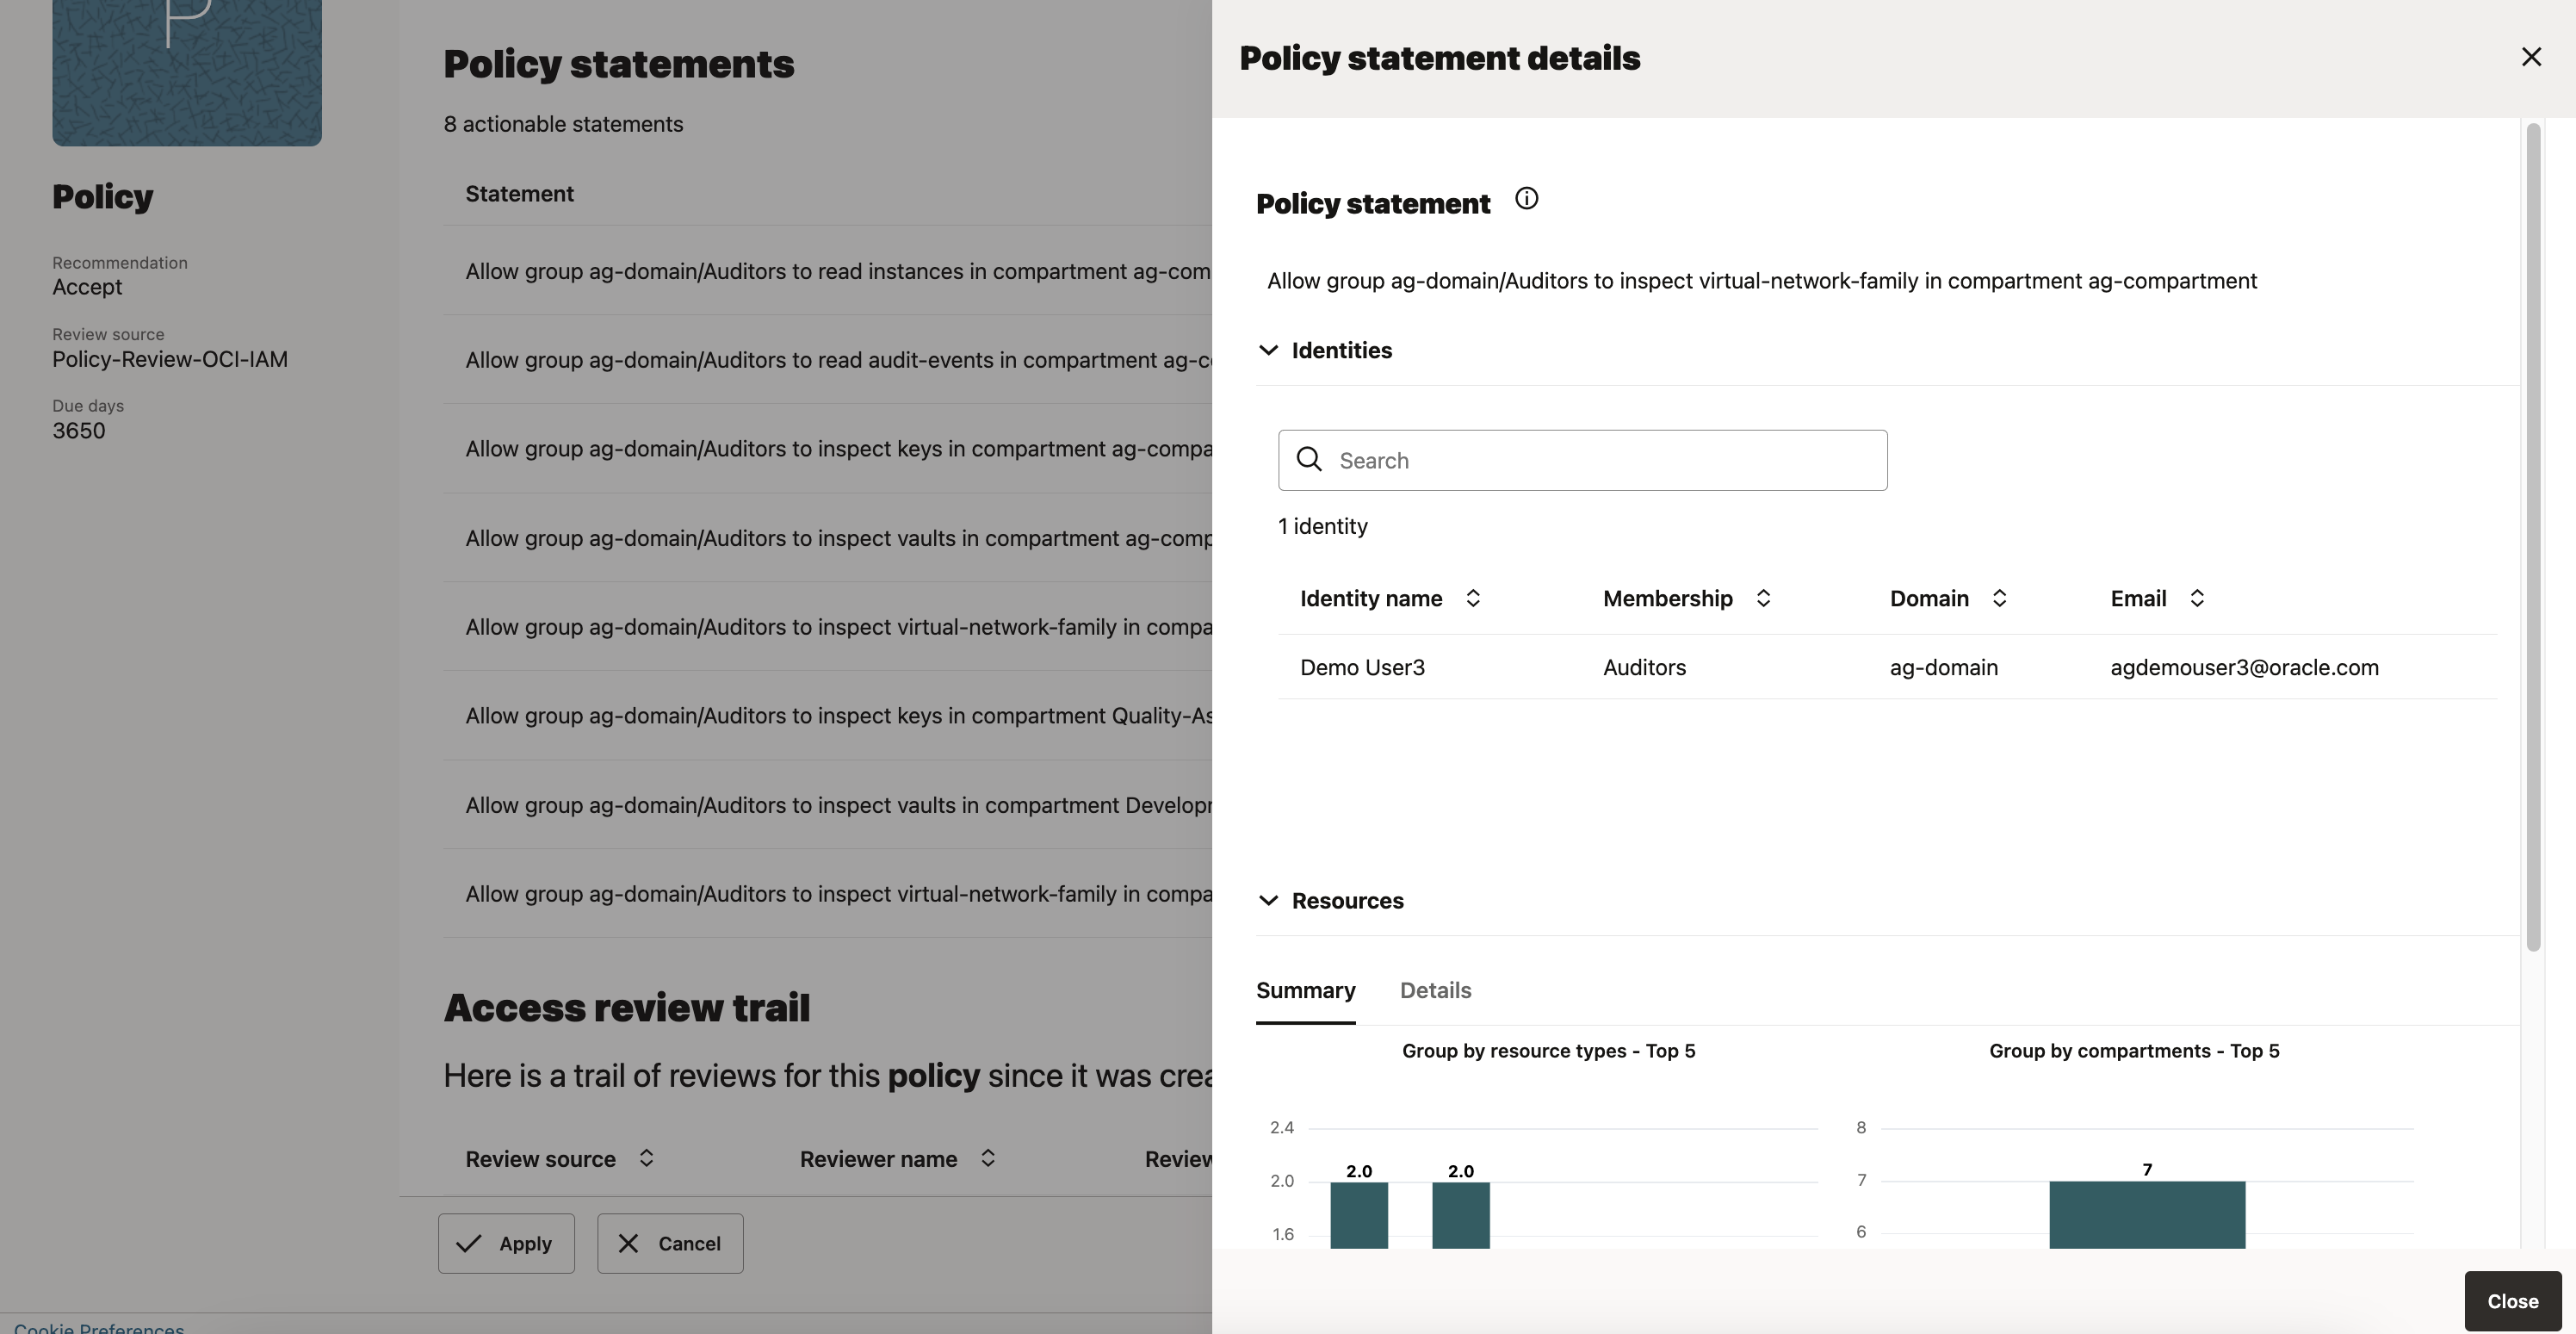 Policy
Recommendation
Accept
Review source
Policy-Review-OCI-IAM
Due days
3650
Policy statements
8 actionable statements
Statement
Allow group ag-domain/Auditors to read instances in compartment ag-com
Allow group ag-domain/Auditors to read audit-events in compartment
Allow group ag-domain/Auditors to inspect keys in compartment ag-compa
Allow group ag-domain/Auditors to inspect vaults in compartment ag-comp
Allow group ag-domain/Auditors to inspect virtual-network-family in compa
Allow group ag-domain/Auditors to inspect keys in compartment Quality-As
Allow group ag-domain/Auditors to inspect vaults in compartment Develop
Allow group ag-domain/Auditors to inspect virtual-network-family in compa
Access review trail
Here is a trail of reviews for this policy since it was crea
Review source Reviewer name Review
Apply Cancel
Cookie Preferences
Policy statement details
Policy statement
Allow group ag-domain/Auditors to inspect virtual-network-family in compartment ag-compartment
Identities
Search
1 identity
Identity name Membership Domain Email
Demo User3 Auditors ag-domain agdemouser3@oracle.com
Resources
Summary Details
Group by resource types - Top 5
2.4
2.0
1.6
2.0 2.0
Group by compartments - Top 5
8
7
6
7
Close